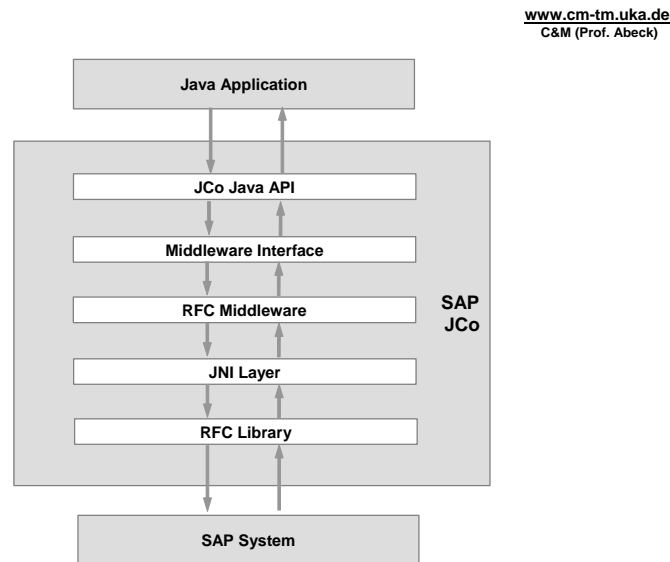 www.cm-tm.uka.de
C&M (Prof. Abeck)
Java Application
JCo Java API
Middleware Interface
RFC Middleware
SAP
JCo
JNI Layer
RFC Library
SAP System